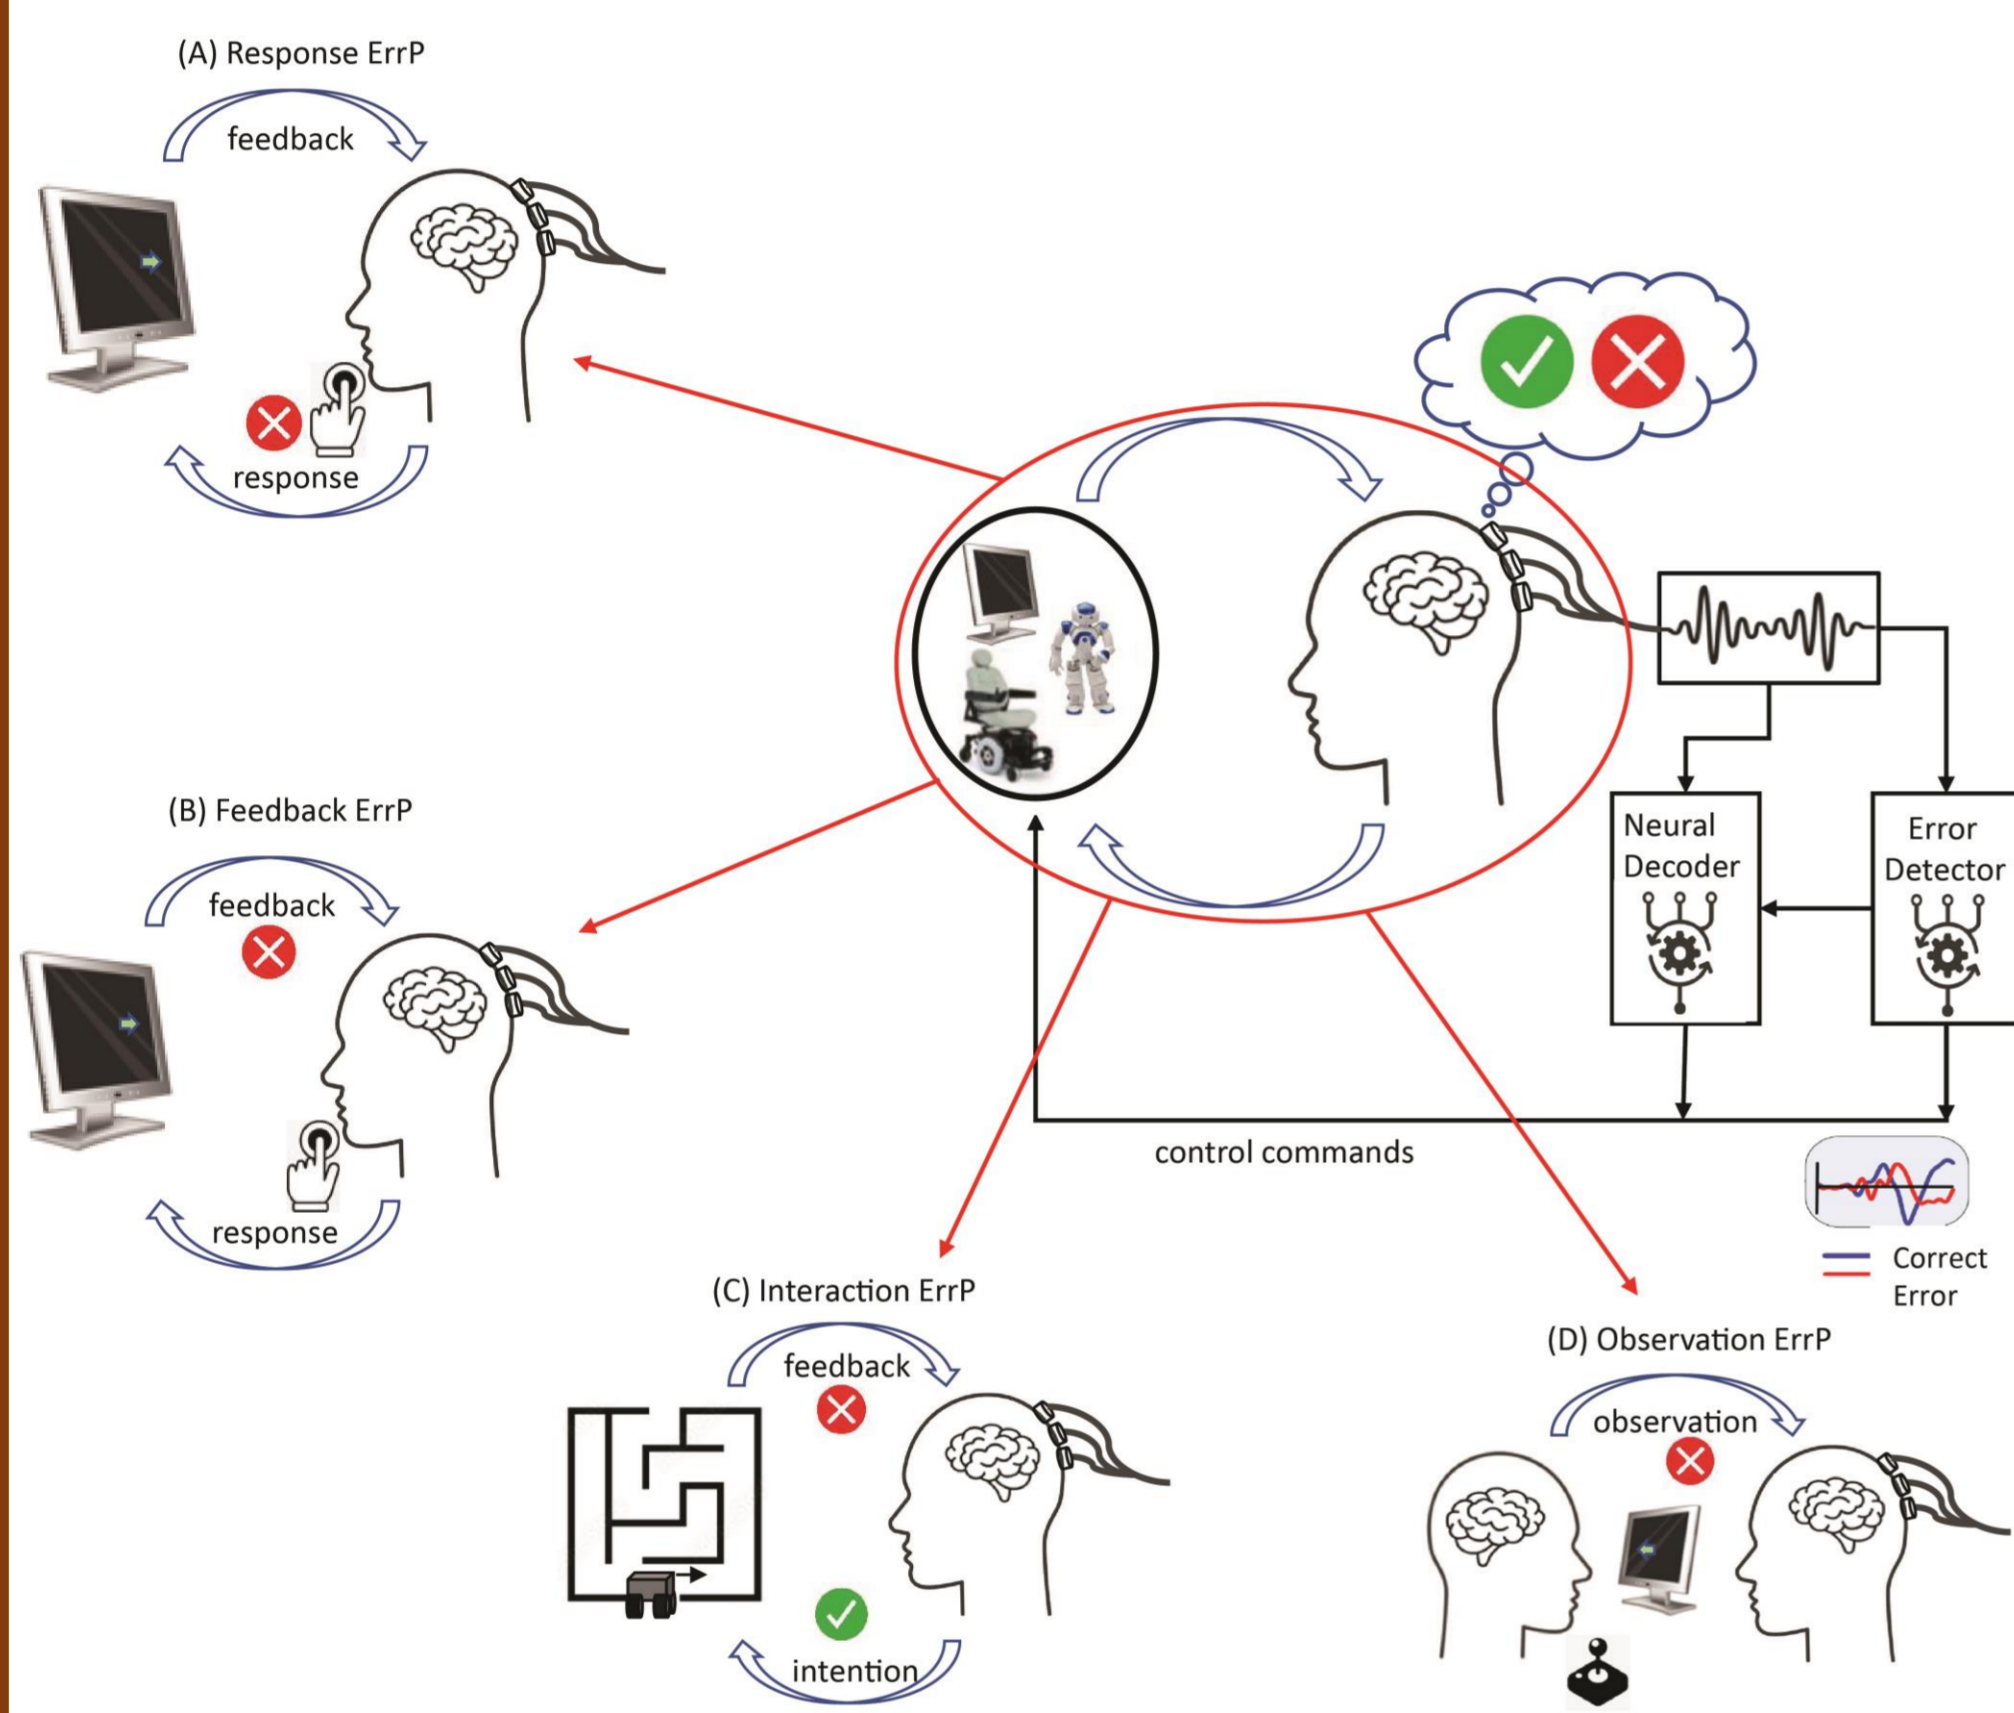 (A) Response ErrP
feedback
response
(B) Feedback ErrP
feedback
response
Neural
Decoder
Error
Detector
control commands
Correct
Error
(C) Interaction ErrP
feedback
intention
(D) Observation ErrP
observation